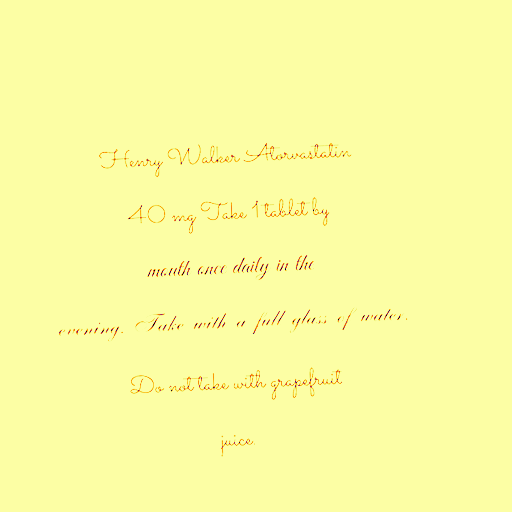 Henry Walker Atorvastatin
40 mg Take 1 tablet by
mouth once daily in the
evening. Take with a full glass of water.
Do not take with grapefruit
juice.